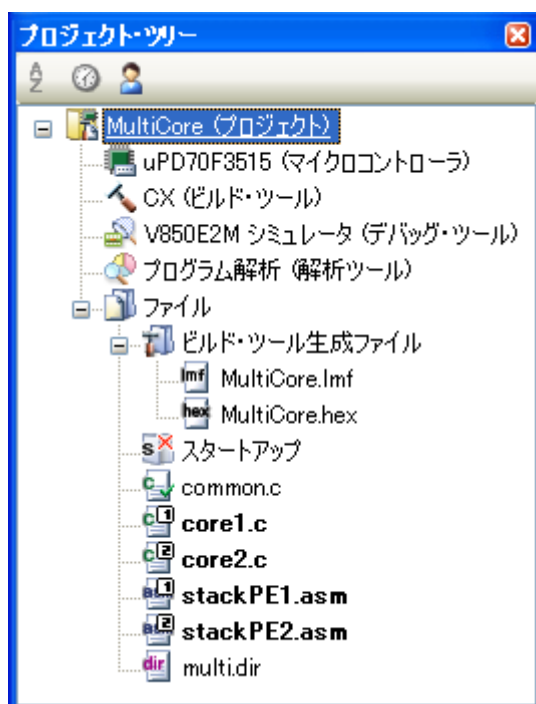 プロジェクト・ツリー
MultiCore (プロジェクト)
uPD70F3515 (マイクロコントローラ)
CX (ビルド・ツール)
V850E2M シミュレータ (デバッグ・ツール)
プログラム解析 (解析ツール)
ファイル
ビルド・ツール生成ファイル
lmf MultiCore.lmf
hex MultiCore.hex
スタートアップ
common.c
core1.c
core2.c
stackPE1.asm
stackPE2.asm
dir multi.dir